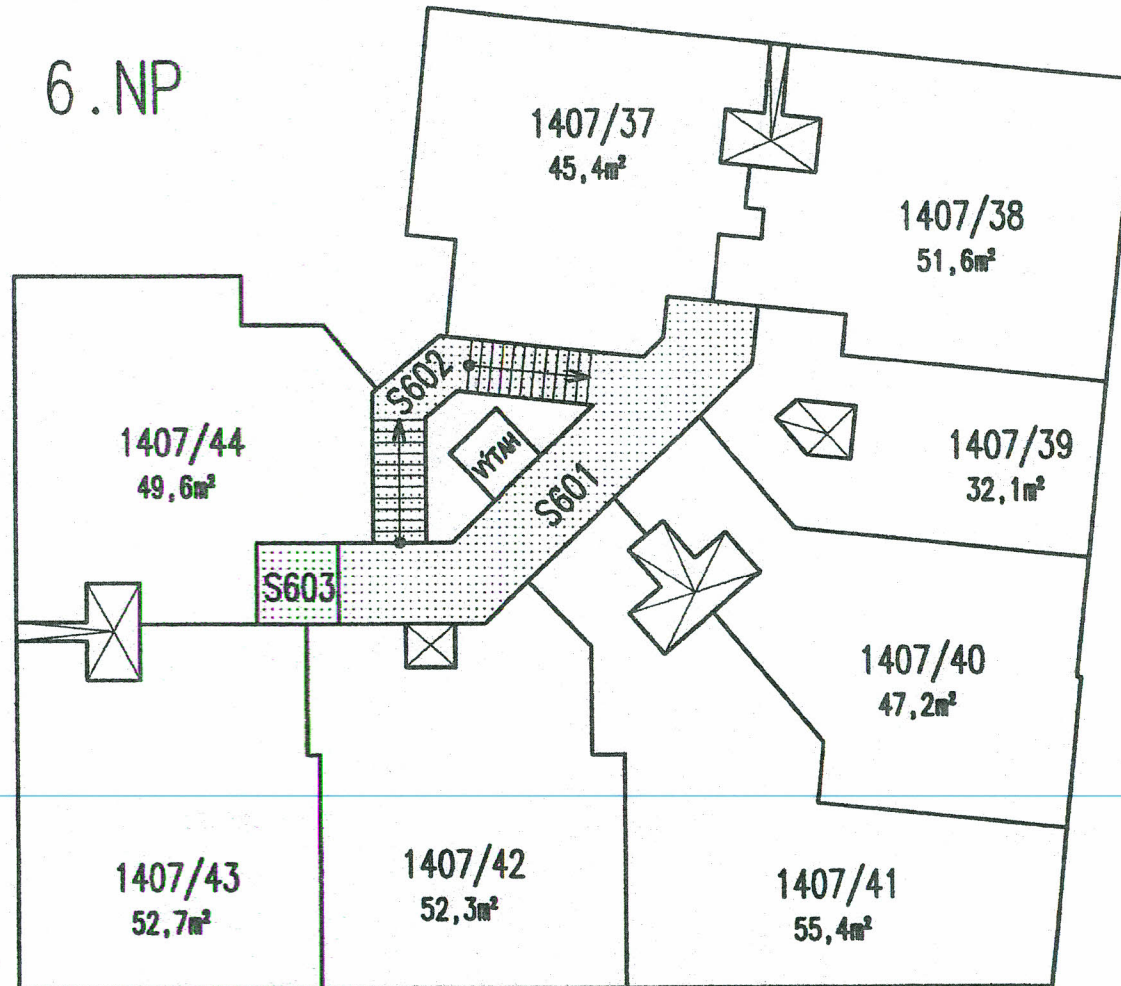 6.NP
1407/37
45,4m²
1407/38
51,6m²
S602
1407/44
49,6m²
VÝTAH
1407/39
32,1m²
S601
S603
1407/40
47,2m²
1407/43
52,7m²
1407/42
52,3m²
1407/41
55,4m²